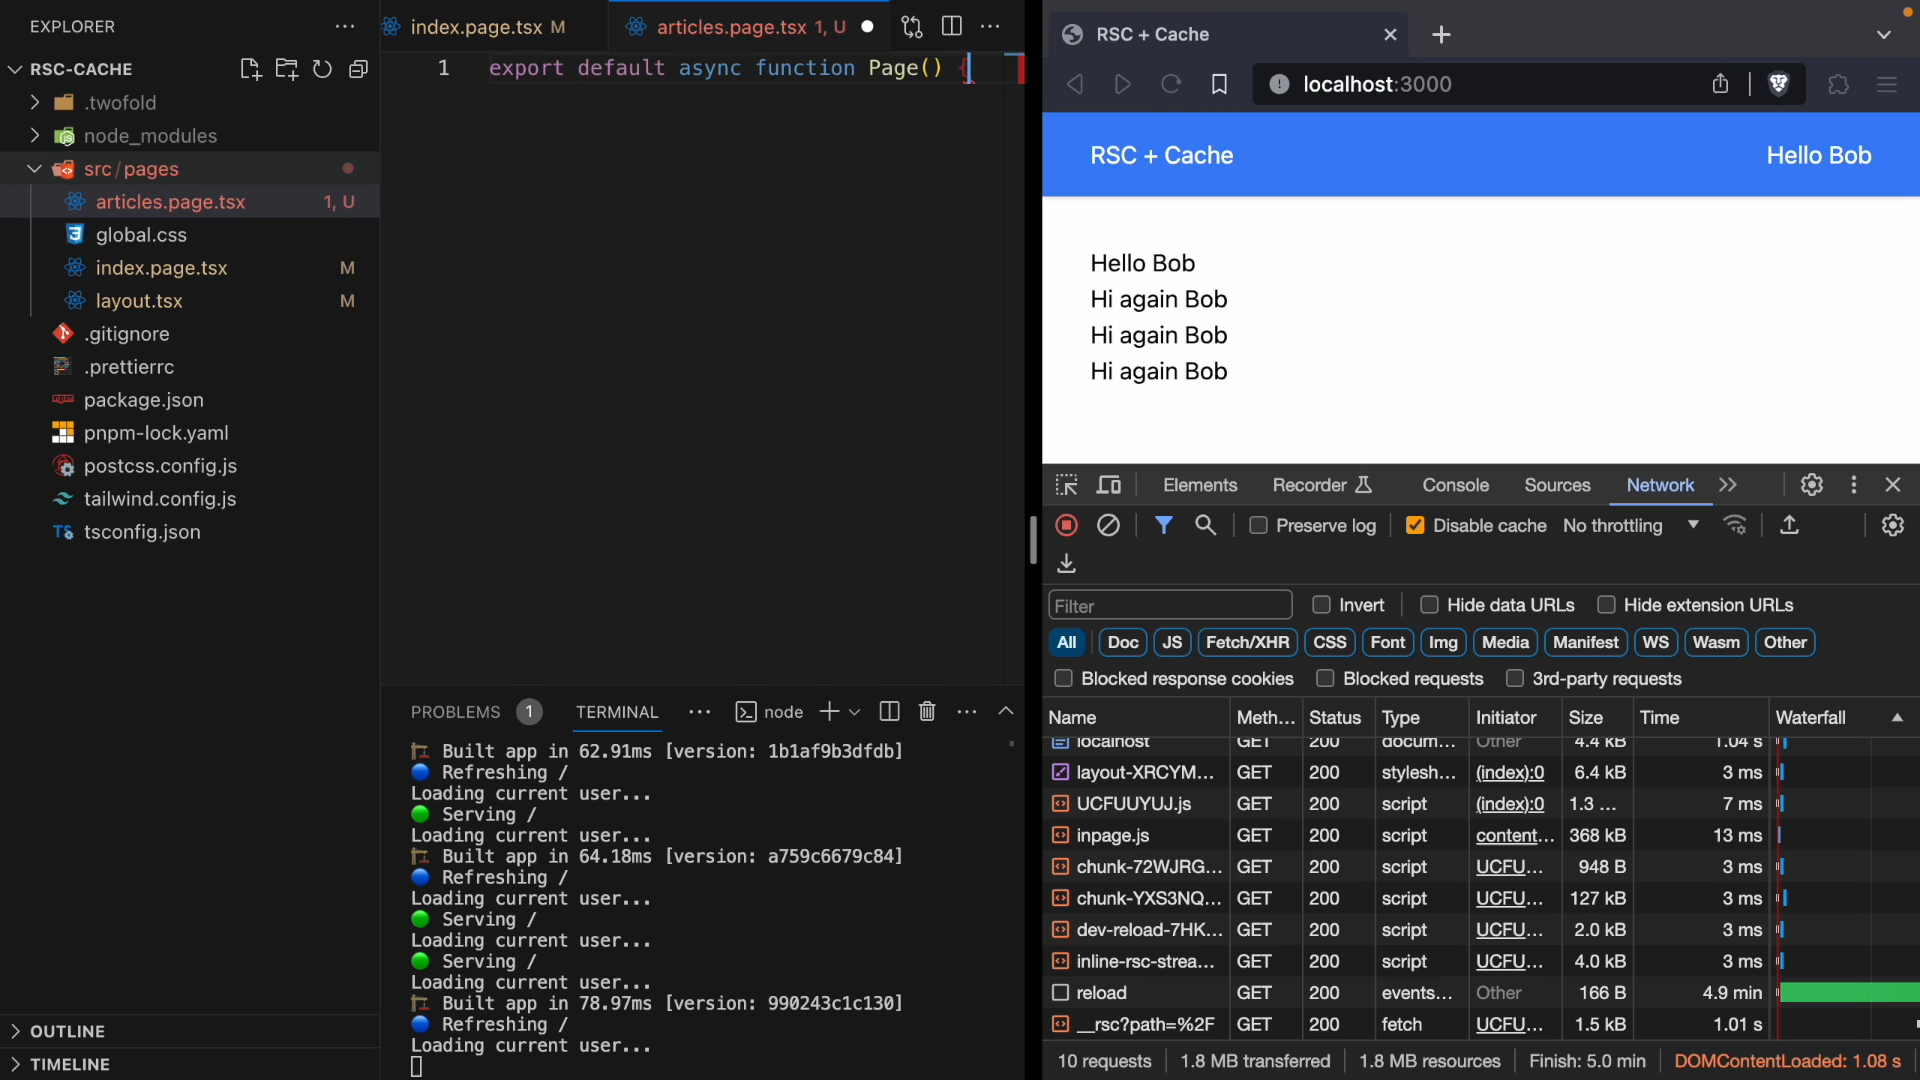 EXPLORER
RSC-CACHE
.twofold
node_modules
src/pages
articles.page.tsx 1, U
global.css
index.page.tsx M
layout.tsx M
.gitignore
.prettierrc
package.json
pnpm-lock.yaml
postcss.config.js
tailwind.config.js
tsconfig.json
OUTLINE
TIMELINE
index.page.tsx M
articles.page.tsx 1, U
1 export default async function Page() {
PROBLEMS 1 TERMINAL node
Built app in 62.91ms [version: 1b1af9b3dfdb]
Refreshing /
Loading current user...
Serving /
Loading current user...
Built app in 64.18ms [version: a759c6679c84]
Refreshing /
Loading current user...
Serving /
Loading current user...
Serving /
Loading current user...
Built app in 78.97ms [version: 990243c1c130]
Refreshing /
Loading current user...
RSC + Cache
localhost:3000
RSC + Cache Hello Bob
Hello Bob
Hi again Bob
Hi again Bob
Hi again Bob
Elements Recorder Console Sources Network
Preserve log Disable cache No throttling
Filter Invert Hide data URLs Hide extension URLs
All Doc JS Fetch/XHR CSS Font Img Media Manifest WS Wasm Other
Blocked response cookies Blocked requests 3rd-party requests
Name Meth... Status Type Initiator Size Time Waterfall
localhost GET 200 docum... Other 4.4 kB 1.04 s
layout-XRCYM... GET 200 stylesh... (index):0 6.4 kB 3 ms
UCFUUYUJ.js GET 200 script (index):0 1.3 ... 7 ms
inpage.js GET 200 script content... 368 kB 13 ms
chunk-72WJRG... GET 200 script UCFU... 948 B 3 ms
chunk-YXS3NQ... GET 200 script UCFU... 127 kB 3 ms
dev-reload-7HK... GET 200 script UCFU... 2.0 kB 3 ms
inline-rsc-strea... GET 200 script UCFU... 4.0 kB 3 ms
reload GET 200 events... Other 166 B 4.9 min
__rsc?path=%2F GET 200 fetch UCFU... 1.5 kB 1.01 s
10 requests 1.8 MB transferred 1.8 MB resources Finish: 5.0 min DOMContentLoaded: 1.08 s